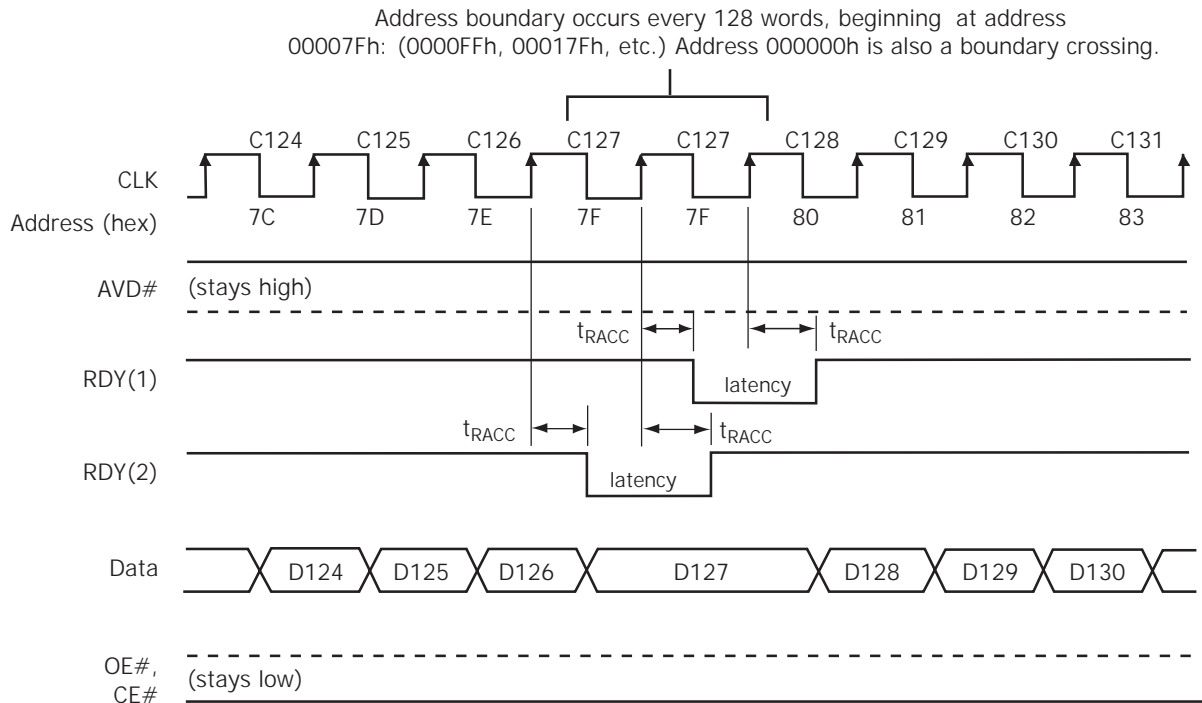 Address boundary occurs every 128 words, beginning at address
00007Fh: (0000FFh, 00017Fh, etc.) Address 000000h is also a boundary crossing.
C124 C125 C126 C127 C127 C128 C129 C130 C131
CLK
Address (hex) 7C 7D 7E 7F 7F 80 81 82 83
AVD# (stays high)
tRACC tRACC
RDY(1) latency
tRACC tRACC
RDY(2) latency
Data D124 D125 D126 D127 D128 D129 D130
OE#,
CE# (stays low)